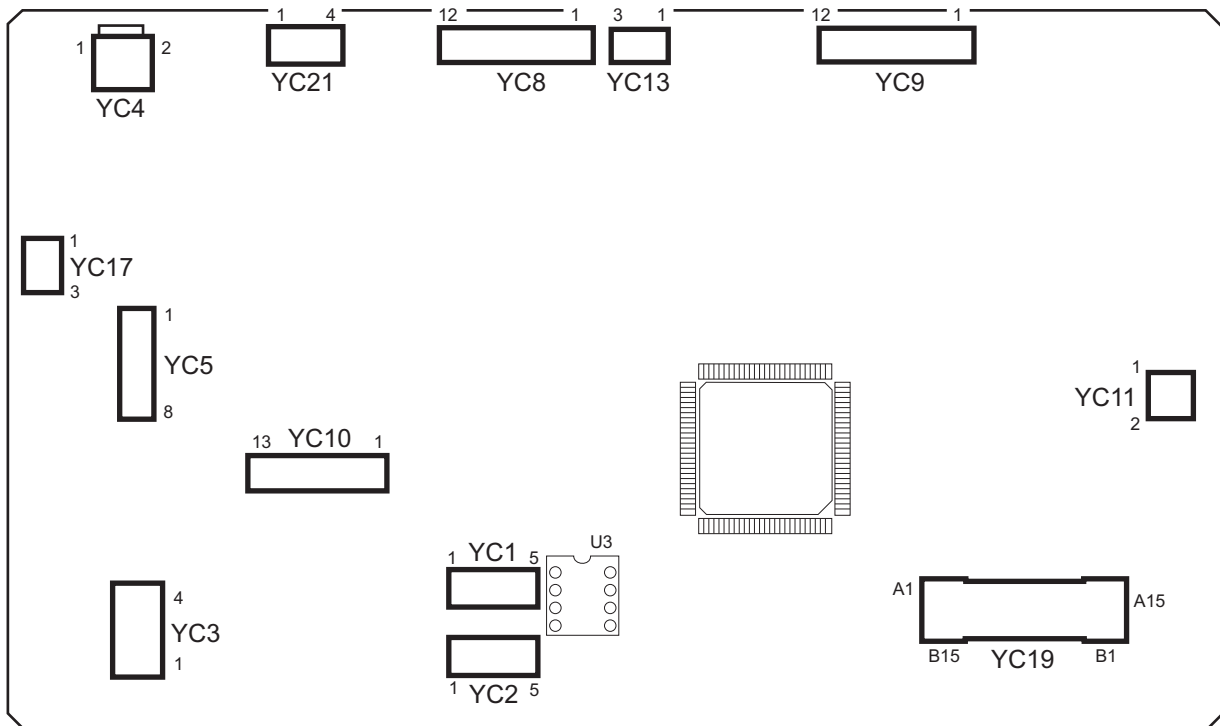 1 4 12 1 3 1 12 1
1 2
YC21 YC8 YC13 YC9
YC4
1
YC17
3
1
YC5
8
1
YC11
2
13 YC10 1
U3
1 YC1 5
A1 A15
4
YC3
1
B15 YC19 B1
1 YC2 5